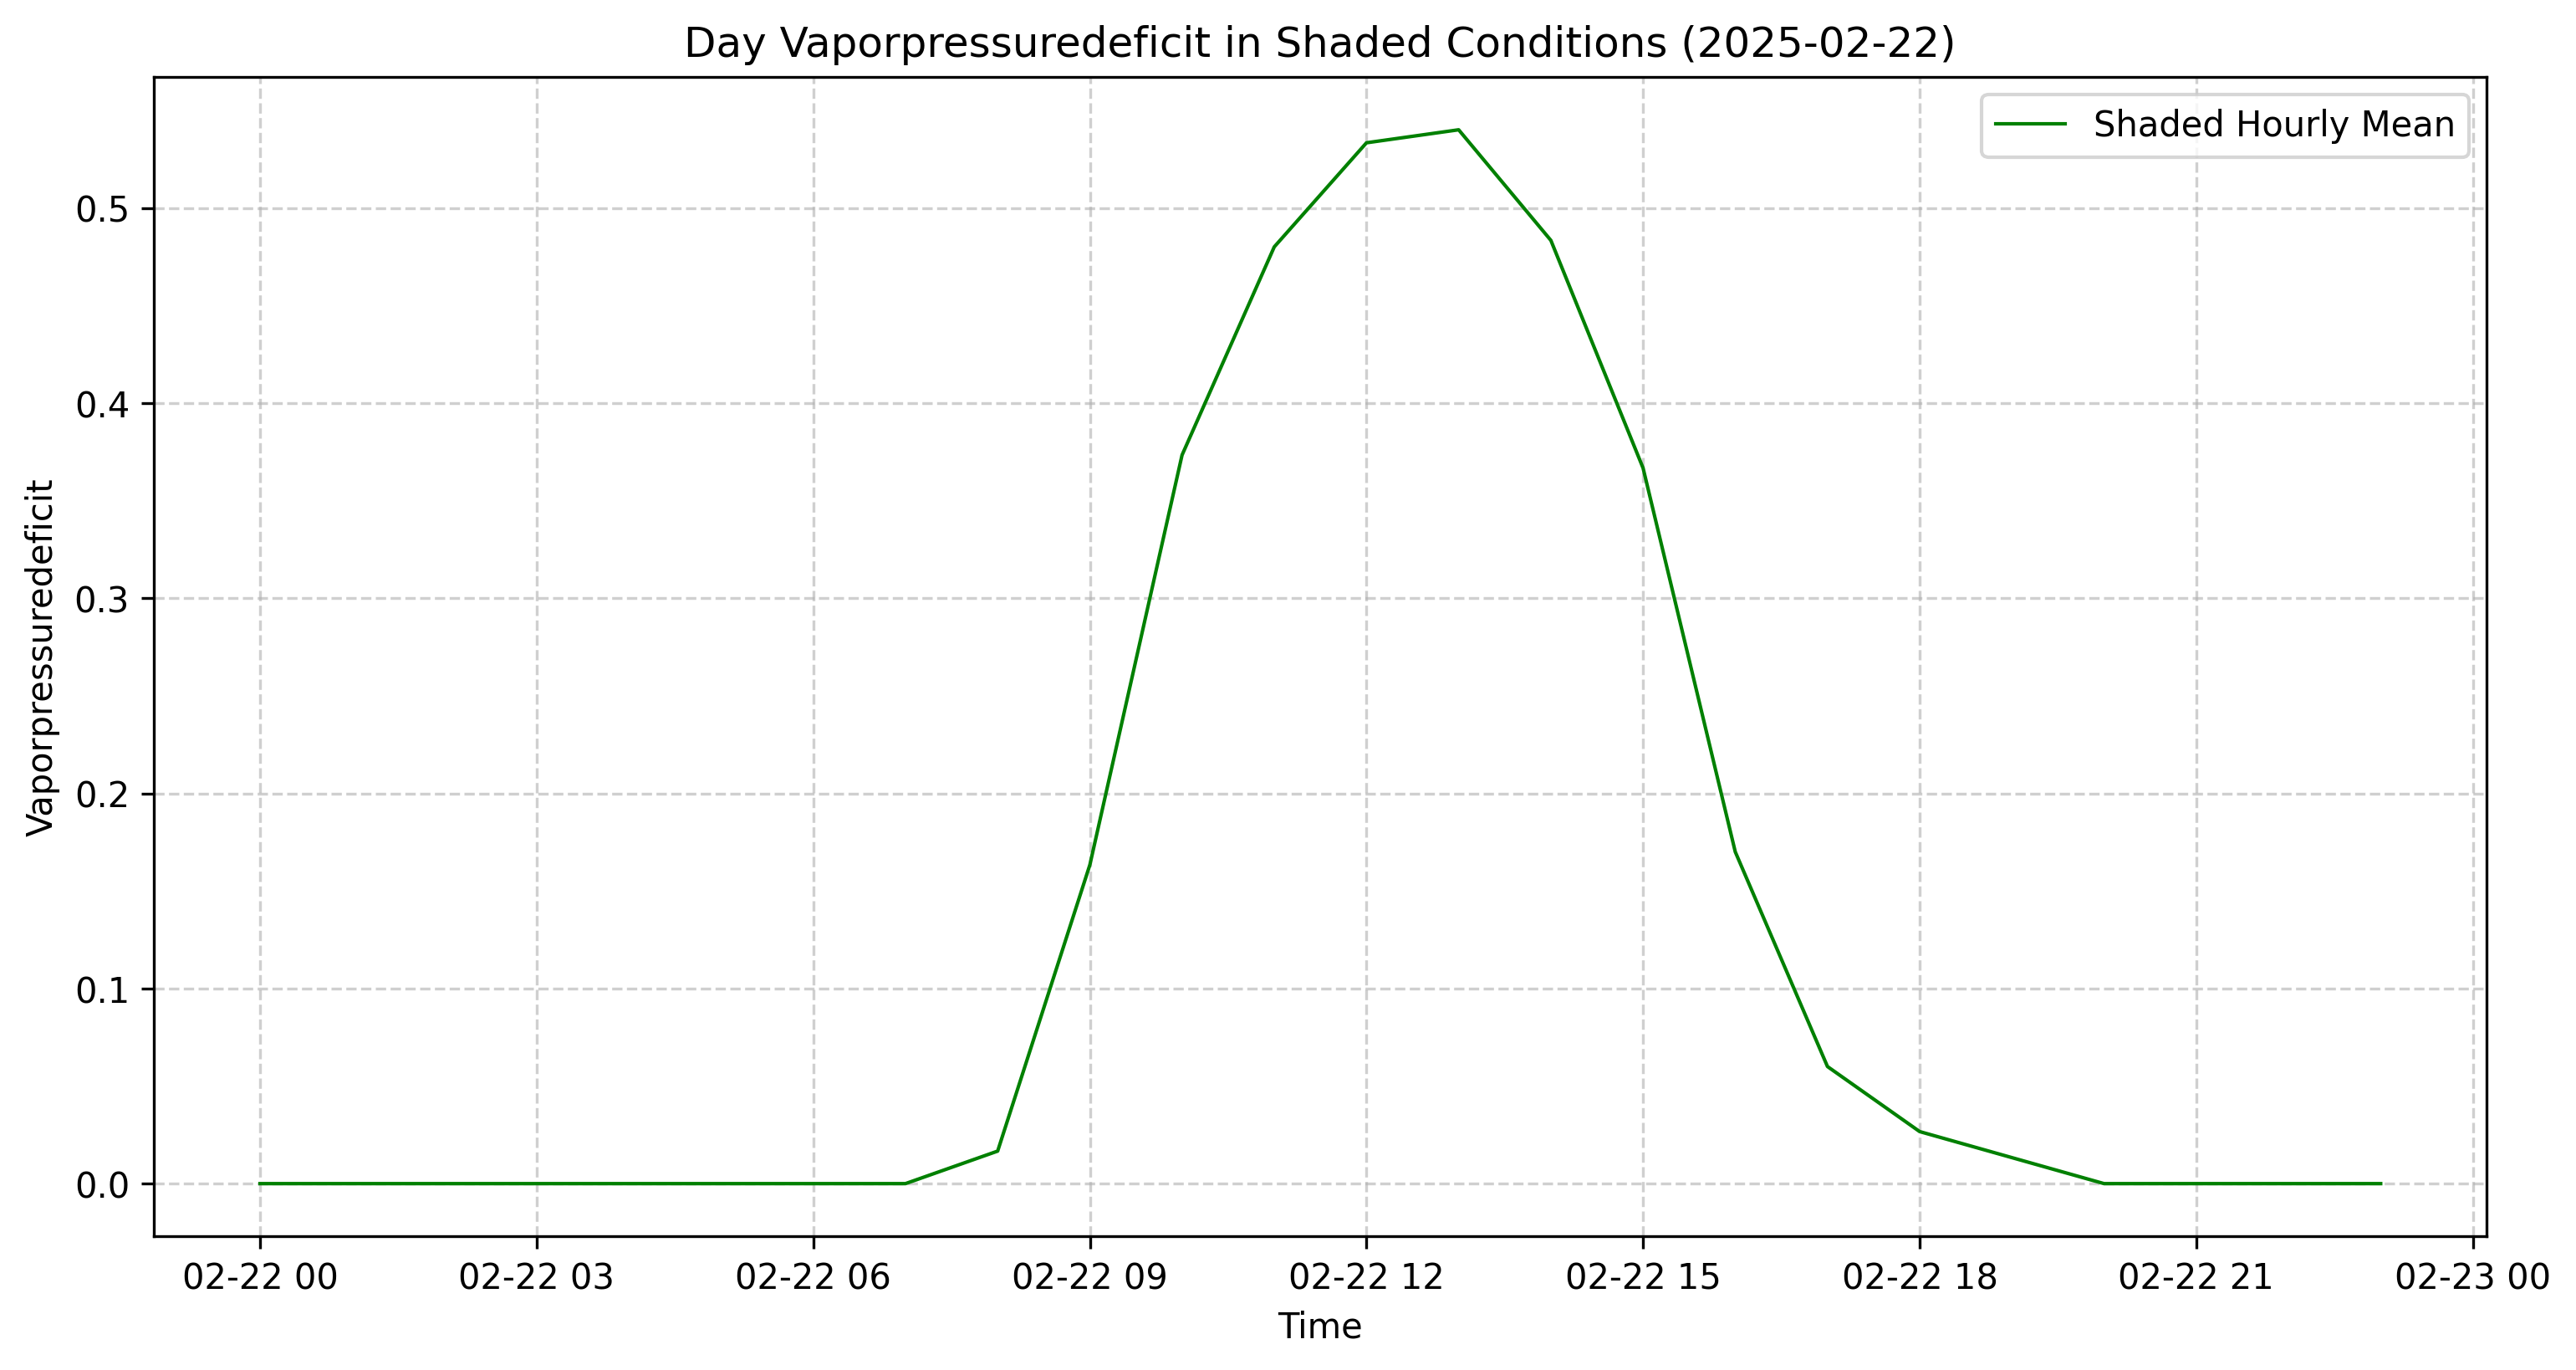 Day Vaporpressuredeficit in Shaded Conditions (2025-02-22)
Shaded Hourly Mean
Vaporpressuredeficit
0.5
0.4
0.3
0.2
0.1
0.0
02-22 00 02-22 03 02-22 06 02-22 09 02-22 12 02-22 15 02-22 18 02-22 21 02-23 00
Time